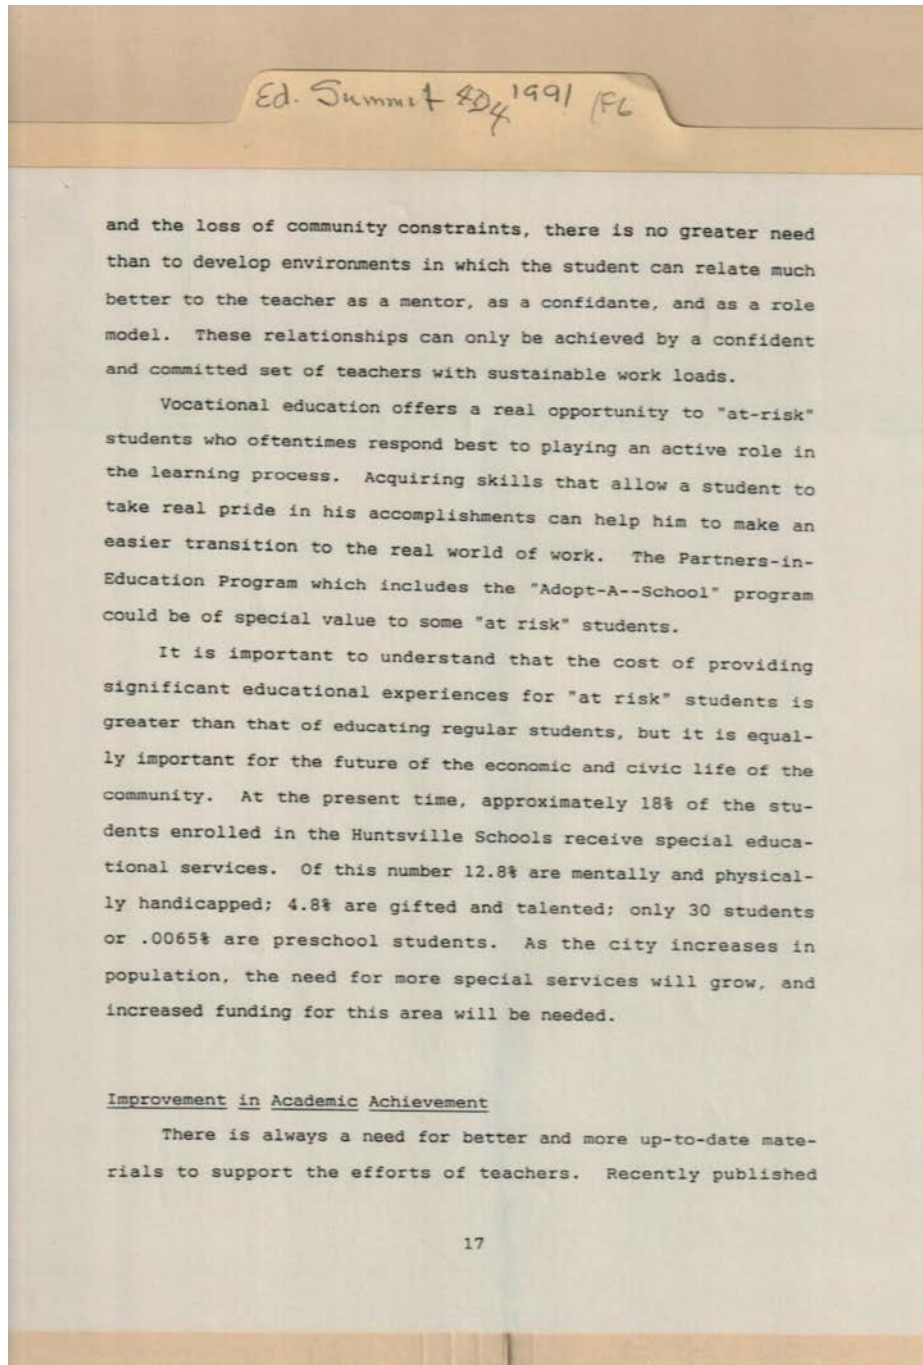 Ed. Summit 1991
and the loss of community constraints, there is no greater need
than to develop environments in which the student can relate much
better to the teacher as a mentor, as a confidante, and as a role
model. These relationships can only be achieved by a confident
and committed set of teachers with sustainable work loads.
Vocational education offers a real opportunity to "at-risk"
students who oftentimes respond best to playing an active role in
the learning process. Acquiring skills that allow a student to
take real pride in his accomplishments can help him to make an
easier transition to the real world of work. The Partners-in-
Education Program which includes the "Adopt-A--School" program
could be of special value to some "at risk" students.
It is important to understand that the cost of providing
significant educational experiences for "at risk" students is
greater than that of educating regular students, but it is equal-
ly important for the future of the economic and civic life of the
community. At the present time, approximately 18% of the stu-
dents enrolled in the Huntsville Schools receive special educa-
tional services. Of this number 12.8% are mentally and physical-
ly handicapped; 4.8% are gifted and talented; only 30 students
or .0065% are preschool students. As the city increases in
population, the need for more special services will grow, and
increased funding for this area will be needed.
Improvement in Academic Achievement
There is always a need for better and more up-to-date mate-
rials to support the efforts of teachers. Recently published
17